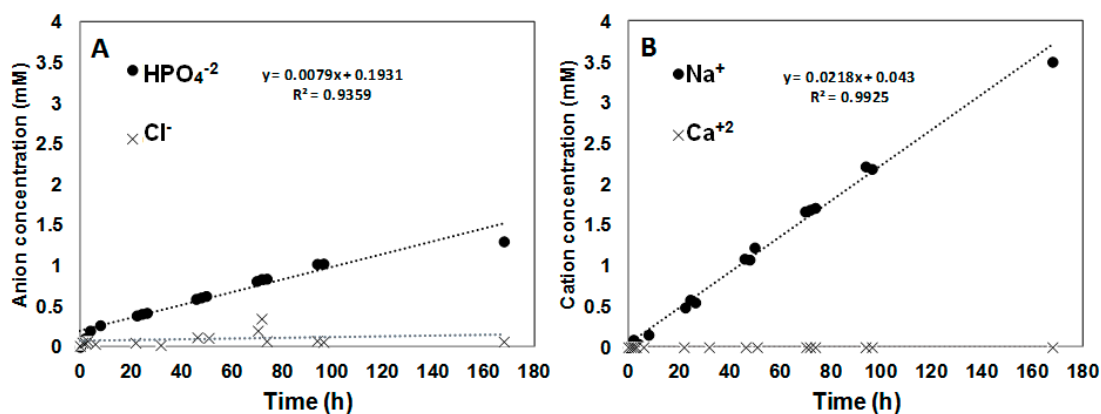 A
HPO₄⁻²
Cl⁻
y = 0.0079x + 0.1931
R² = 0.9359
Anion concentration (mM)
4
3.5
3
2.5
2
1.5
1
0.5
0
0 20 40 60 80 100 120 140 160 180
Time (h)
B
Na⁺
Ca⁺²
y = 0.0218x + 0.043
R² = 0.9925
Cation concentration (mM)
4
3.5
3
2.5
2
1.5
1
0.5
0
0 20 40 60 80 100 120 140 160 180
Time (h)